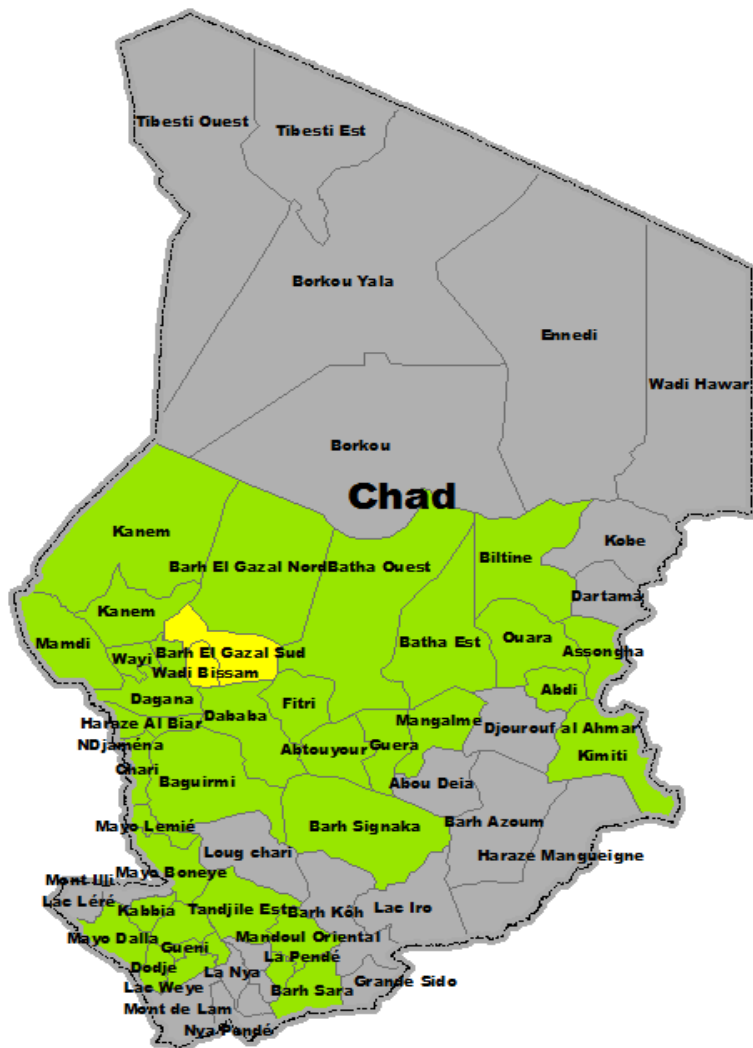 Tibesti Ouest
Tibesti Est
Borkou Yala
Ennedi
Wadi Hawar
Borkou
Chad
Kanem
Kobe
Barh El Gazal Nord
Batha Ouest
Biltine
Dartama
Kanem
Mamdi
Batha Est
Ouara
Assongha
Wayi
Barh El Gazal Sud
Wadi Bissam
Abdi
Dagana
Fitri
Dababa
Haraze Al Biar
Mangalme
Djourouf al Ahmar
NDjaména
Abtouyour
Guera
Kimiti
Chari
Baguirmi
Abou Deia
Mayo Lemié
Barh Signaka
Barh Azoum
Loug chari
Haraze Mangueigne
Mayo Boneye
Mont Illi
Lac Léré
Kabbia
Tandjile Est
Barh Kôh
Lac Iro
Mayo Dalla
Gueni
Mandoul Oriental
Dodje
La Nya
La Pendé
Lac Weye
Barh Sara
Grande Sido
Mont de Lam
Nya Pendé